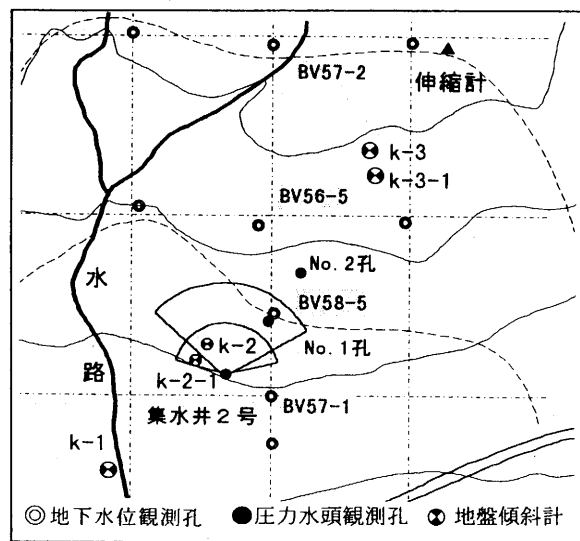 BV57-2
伸縮計
k-3
k-3-1
BV56-5
No.2孔
水路
BV58-5
k-2
No.1孔
k-2-1
集水井2号
BV57-1
k-1
◎地下水位観測孔 ●圧力水頭観測孔 地盤傾斜計